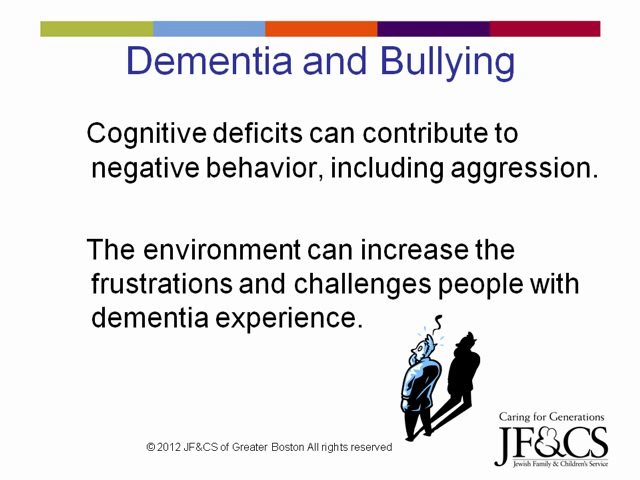 Dementia and Bullying
Cognitive deficits can contribute to
negative behavior, including aggression.
The environment can increase the
frustrations and challenges people with
dementia experience.
Caring for Generations
JF&CS
Jewish Family & Children's Service
© 2012 JF&CS of Greater Boston All rights reserved